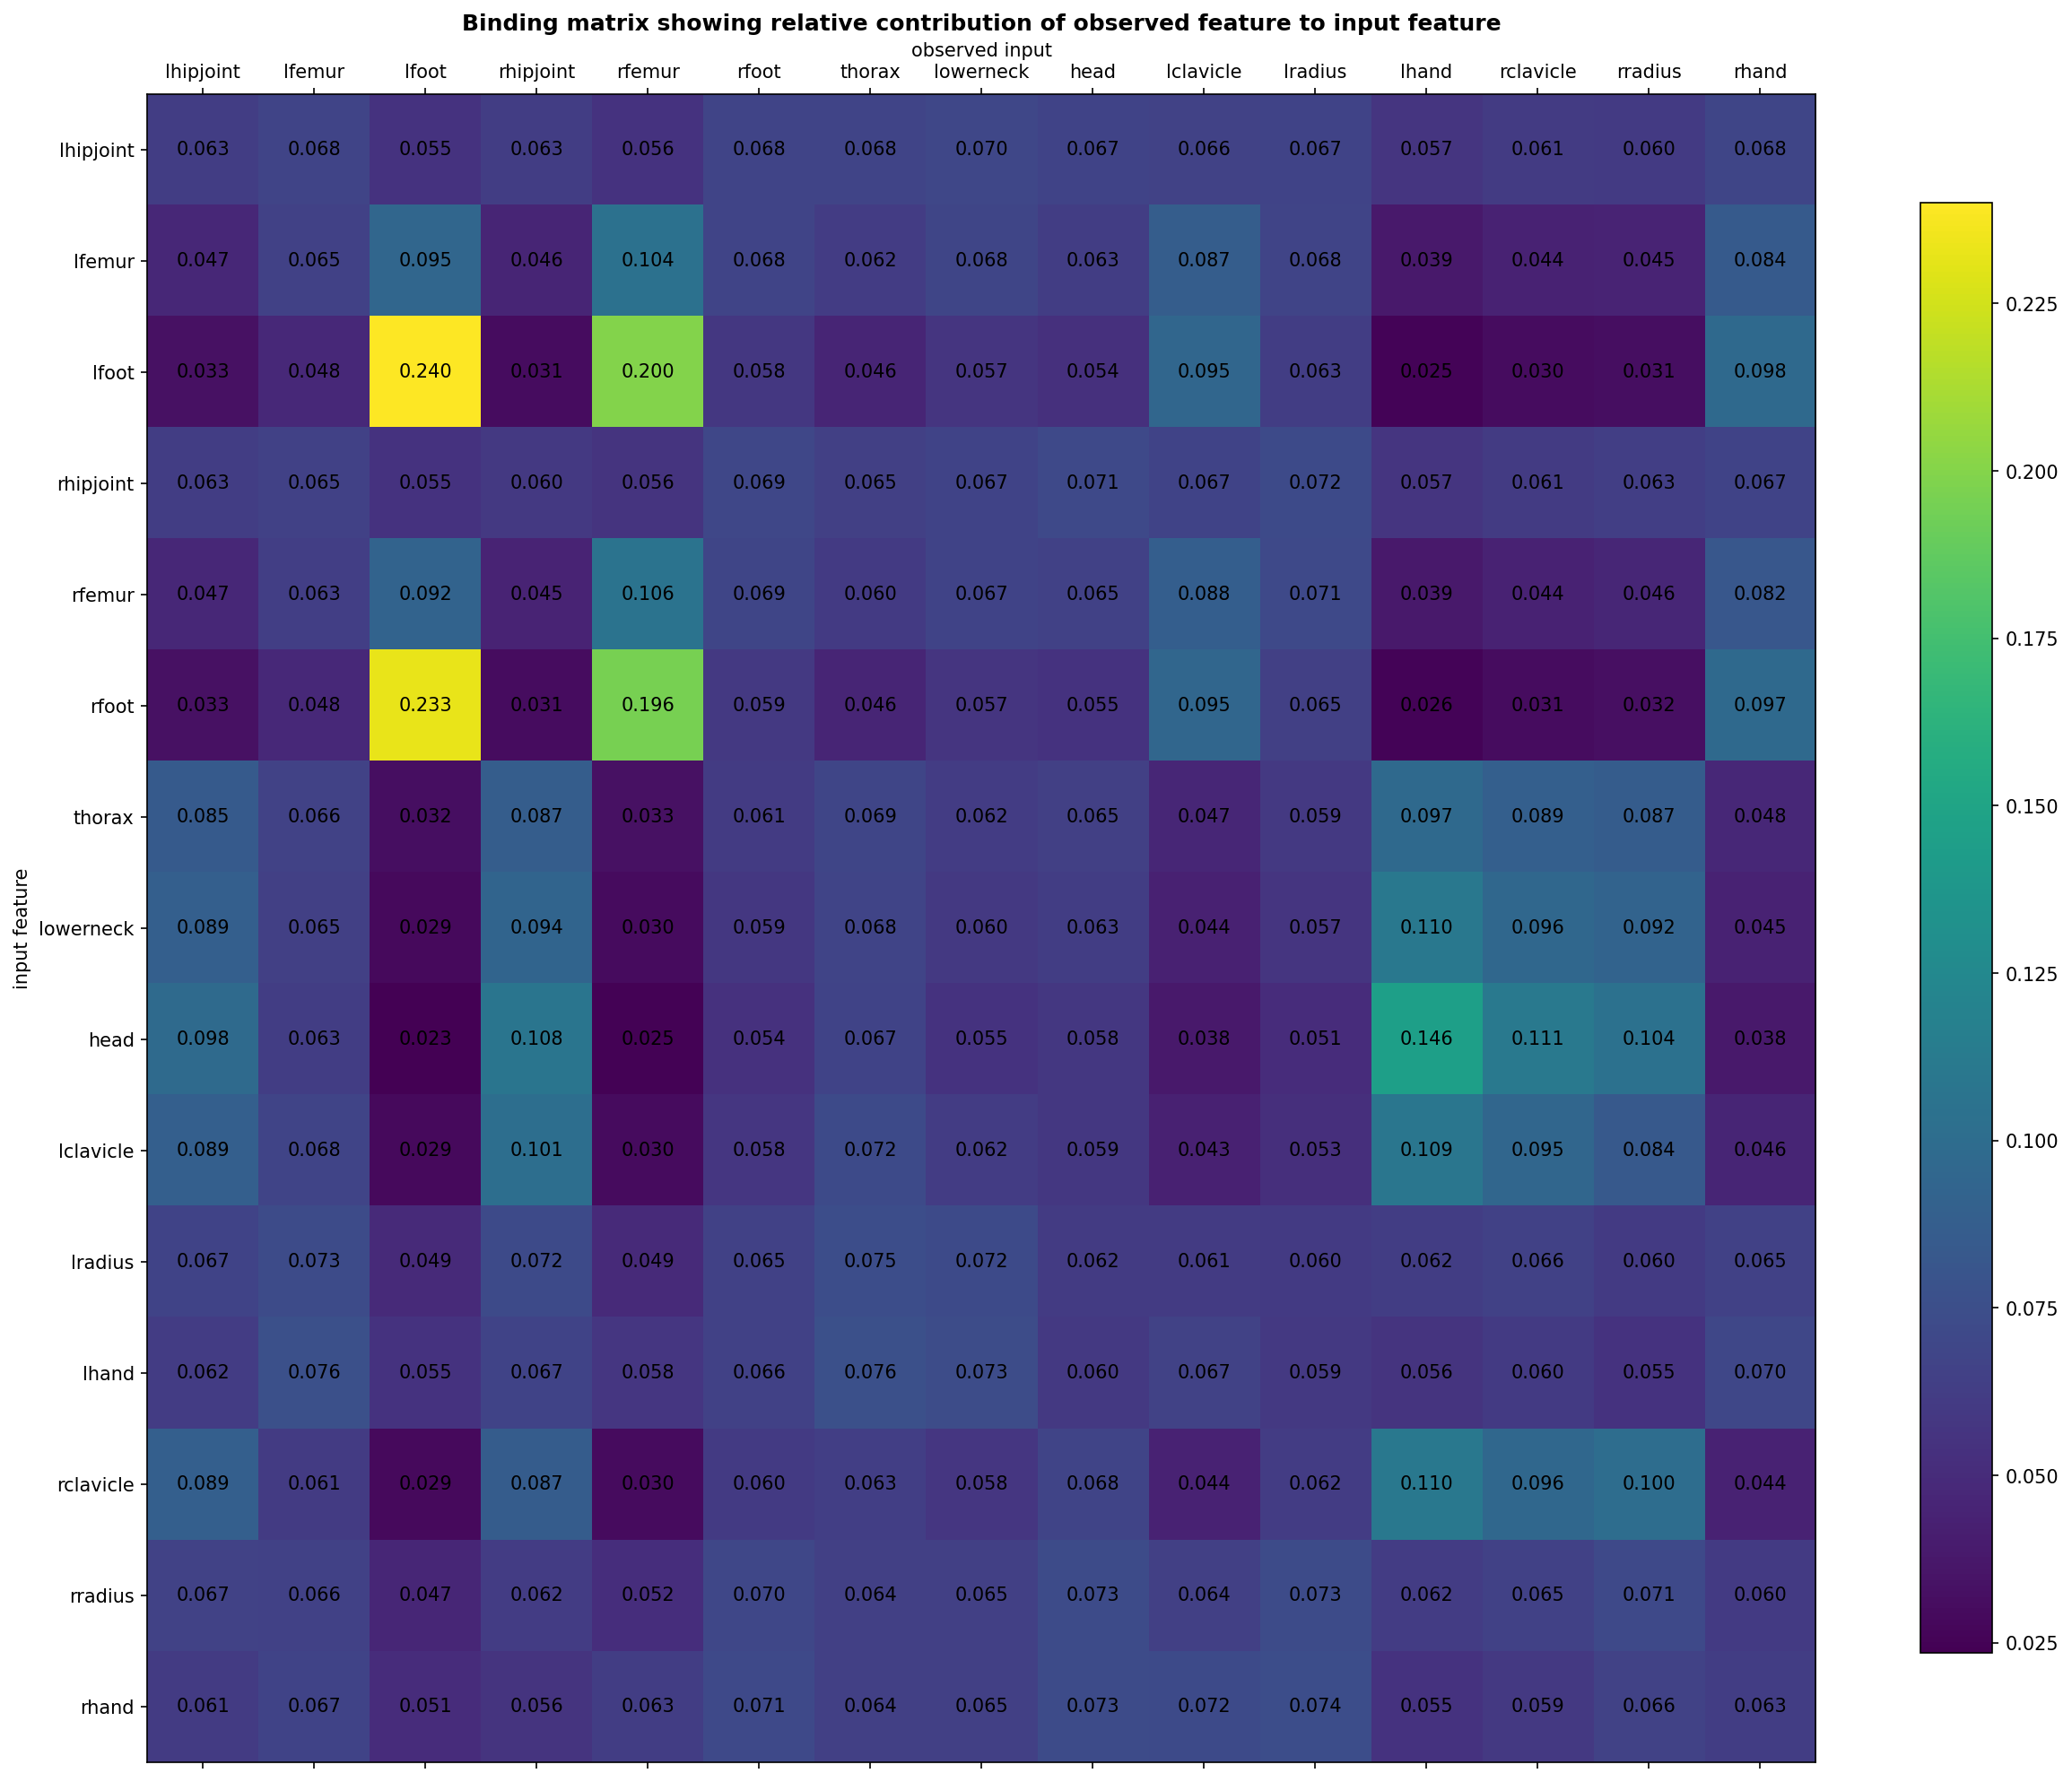 Binding matrix showing relative contribution of observed feature to input feature
observed input
lhipjoint lfemur lfoot rhipjoint rfemur rfoot thorax lowerneck head lclavicle lradius lhand rclavicle rradius rhand
input feature
lhipjoint 0.063 0.068 0.055 0.063 0.056 0.068 0.068 0.070 0.067 0.066 0.067 0.057 0.061 0.060 0.068
lfemur 0.047 0.065 0.095 0.046 0.104 0.068 0.062 0.068 0.063 0.087 0.068 0.039 0.044 0.045 0.084
lfoot 0.033 0.048 0.240 0.031 0.200 0.058 0.046 0.057 0.054 0.095 0.063 0.025 0.030 0.031 0.098
rhipjoint 0.063 0.065 0.055 0.060 0.056 0.069 0.065 0.067 0.071 0.067 0.072 0.057 0.061 0.063 0.067
rfemur 0.047 0.063 0.092 0.045 0.106 0.069 0.060 0.067 0.065 0.088 0.071 0.039 0.044 0.046 0.082
rfoot 0.033 0.048 0.233 0.031 0.196 0.059 0.046 0.057 0.055 0.095 0.065 0.026 0.031 0.032 0.097
thorax 0.085 0.066 0.032 0.087 0.033 0.061 0.069 0.062 0.065 0.047 0.059 0.097 0.089 0.087 0.048
lowerneck 0.089 0.065 0.029 0.094 0.030 0.059 0.068 0.060 0.063 0.044 0.057 0.110 0.096 0.092 0.045
head 0.098 0.063 0.023 0.108 0.025 0.054 0.067 0.055 0.058 0.038 0.051 0.146 0.111 0.104 0.038
lclavicle 0.089 0.068 0.029 0.101 0.030 0.058 0.072 0.062 0.059 0.043 0.053 0.109 0.095 0.084 0.046
lradius 0.067 0.073 0.049 0.072 0.049 0.065 0.075 0.072 0.062 0.061 0.060 0.062 0.066 0.060 0.065
lhand 0.062 0.076 0.055 0.067 0.058 0.066 0.076 0.073 0.060 0.067 0.059 0.056 0.060 0.055 0.070
rclavicle 0.089 0.061 0.029 0.087 0.030 0.060 0.063 0.058 0.068 0.044 0.062 0.110 0.096 0.100 0.044
rradius 0.067 0.066 0.047 0.062 0.052 0.070 0.064 0.065 0.073 0.064 0.073 0.062 0.065 0.071 0.060
rhand 0.061 0.067 0.051 0.056 0.063 0.071 0.064 0.065 0.073 0.072 0.074 0.055 0.059 0.066 0.063
0.225
0.200
0.175
0.150
0.125
0.100
0.075
0.050
0.025